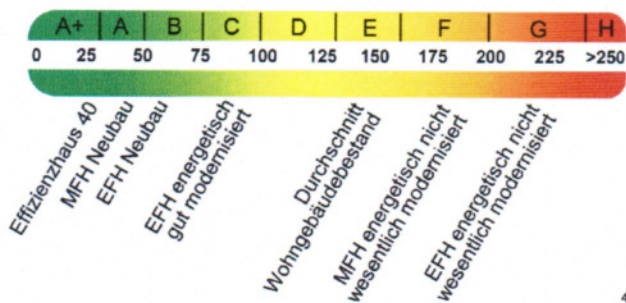 A+ A B C D E F G H
0 25 50 75 100 125 150 175 200 225 >250
Effizienzhaus 40
MFH Neubau
EFH Neubau
EFH energetisch
gut modernisiert
Durchschnitt
Wohngebäudebestand
MFH energetisch nicht
wesentlich modernisiert
EFH energetisch nicht
wesentlich modernisiert